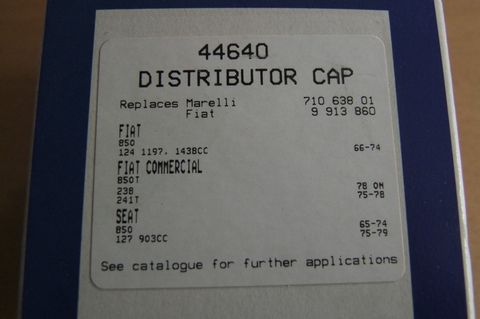 44640
DISTRIBUTOR CAP
Replaces Marelli 710 638 01
Fiat 9 913 860
FIAT
850
124 1197. 1438CC 66-74
FIAT COMMERCIAL
850T
238 78 ON
241T 75-78
SEAT
850 65-74
127 903CC 75-79
See catalogue for further applications